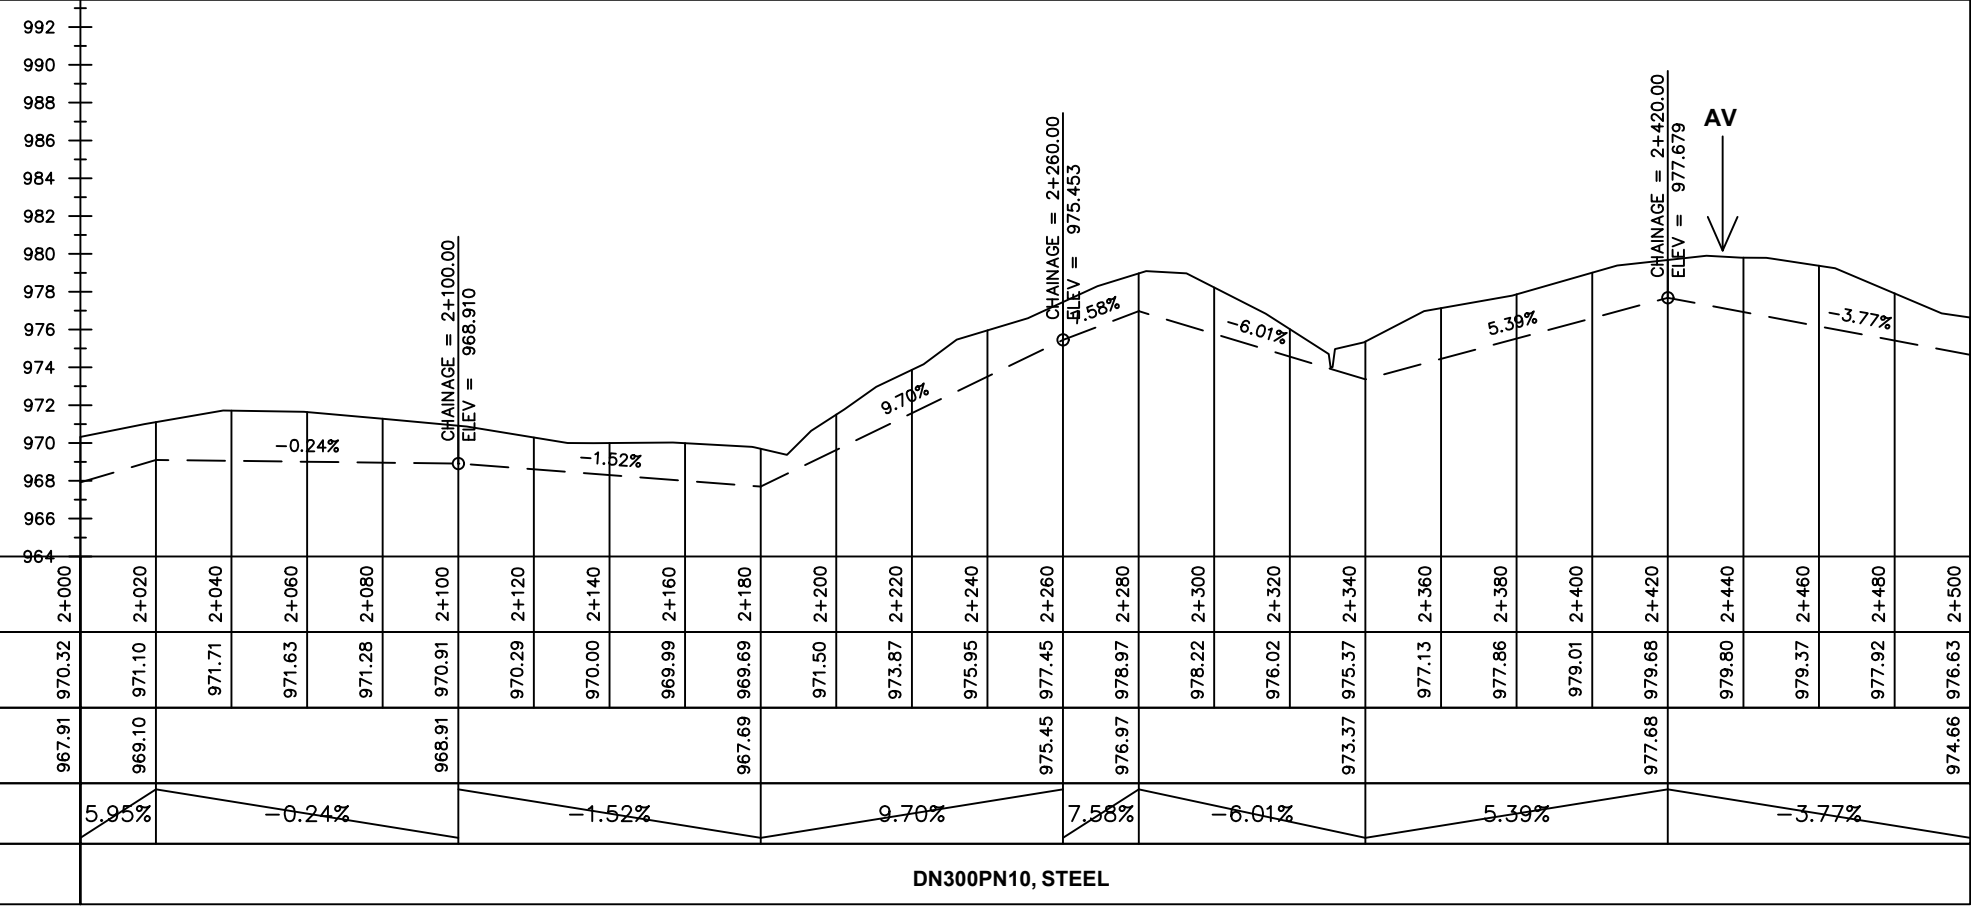 992
990
988
986
984
982
980
978
976
974
972
970
968
966
964
CHAINAGE = 2+100.00
ELEV = 968.910
CHAINAGE = 2+260.00
ELEV = 975.453
CHAINAGE = 2+420.00
ELEV = 977.679
AV
-0.24%
-1.52%
9.70%
7.58%
-6.01%
5.39%
-3.77%
2+000 2+020 2+040 2+060 2+080 2+100 2+120 2+140 2+160 2+180 2+200 2+220 2+240 2+260 2+280 2+300 2+320 2+340 2+360 2+380 2+400 2+420 2+440 2+460 2+480 2+500
970.32 971.10 971.71 971.63 971.28 970.91 970.29 970.00 969.99 969.69 971.50 973.87 975.95 977.45 978.97 978.22 976.02 975.37 977.13 977.86 979.01 979.68 979.80 979.37 977.92 976.63
967.91 969.10 968.91 967.69 975.45 976.97 973.37 977.68 974.66
5.95% -0.24% -1.52% 9.70% 7.58% -6.01% 5.39% -3.77%
DN300PN10, STEEL